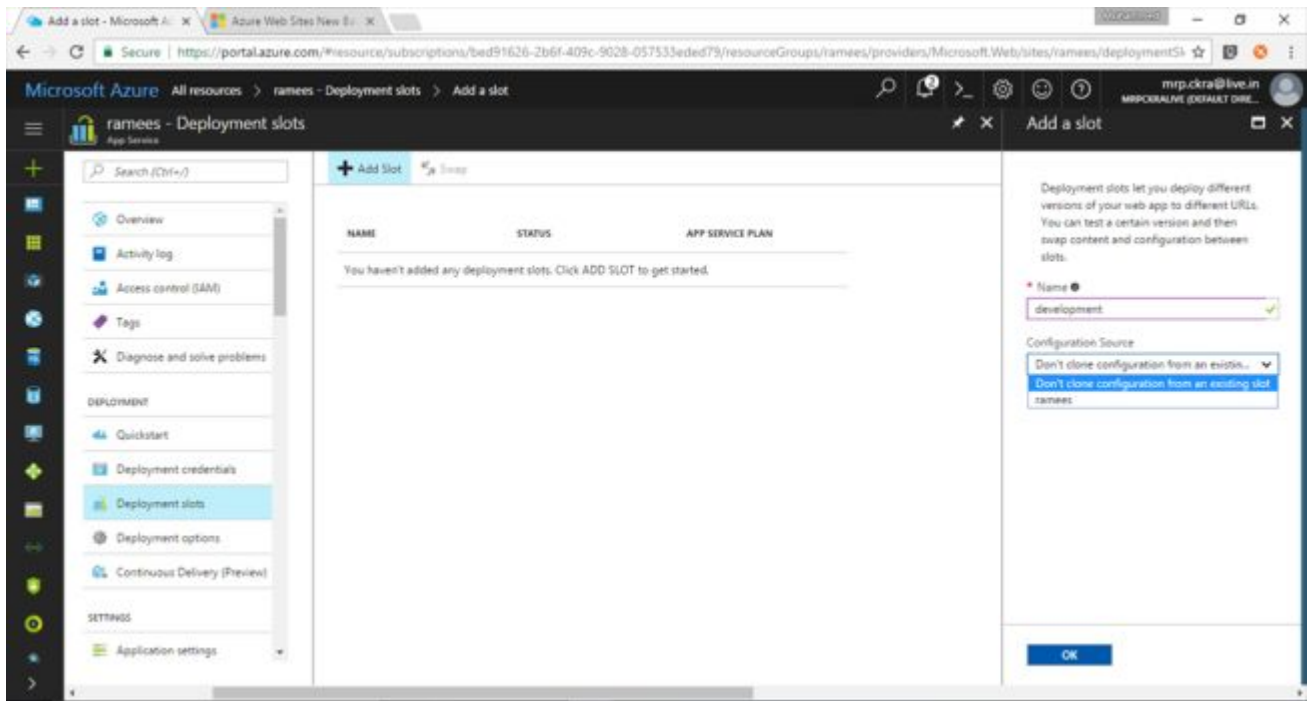 Add a slot - Microsoft A
Azure Web Sites New Ba
Secure | https://portal.azure.com/#resource/subscriptions/bed91626-2b6f-409c-9028-057533eded79/resourceGroups/ramees/providers/Microsoft.Web/sites/ramees/deploymentSl
Microsoft Azure All resources > ramees - Deployment slots > Add a slot
mrp.ckra@live.in
MRPCKRALIVE (DEFAULT DIRE...
ramees - Deployment slots
App Service
Add a slot
Search (Ctrl+/)
Overview
Activity log
Access control (IAM)
Tags
Diagnose and solve problems
DEPLOYMENT
Quickstart
Deployment credentials
Deployment slots
Deployment options
Continuous Delivery (Preview)
SETTINGS
Application settings
Add Slot Swap
NAME STATUS APP SERVICE PLAN
You haven't added any deployment slots. Click ADD SLOT to get started.
Deployment slots let you deploy different
versions of your web app to different URLs.
You can test a certain version and then
swap content and configuration between
slots.
* Name
development
Configuration Source
Don't clone configuration from an existin...
Don't clone configuration from an existing slot
ramees
OK